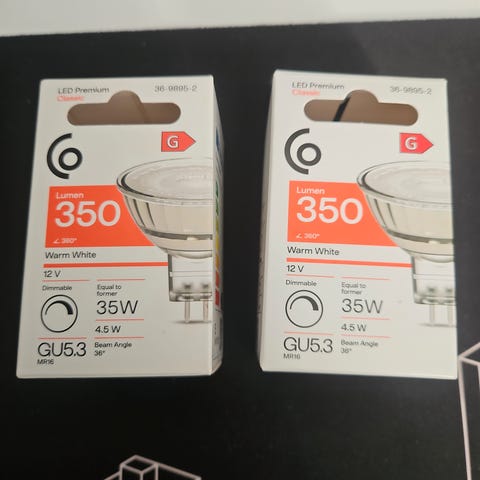 LED Premium 36-9895-2
Classic
G
Lumen
350
∠ 360°
Warm White
12 V
Dimmable
Equal to
former
35W
4.5 W
GU5.3
MR16
Beam Angle
36°
LED Premium 36-9895-2
Classic
G
Lumen
350
∠ 360°
Warm White
12 V
Dimmable
Equal to
former
35W
4.5 W
GU5.3
MR16
Beam Angle
36°